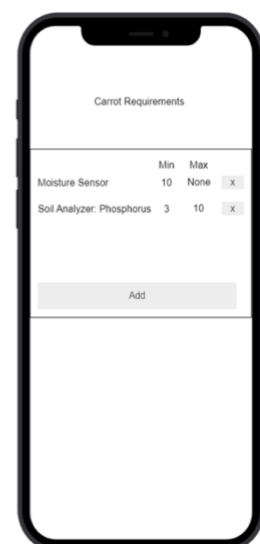 Carrot Requirements
Min Max
Moisture Sensor 10 None x
Soil Analyzer: Phosphorus 3 10 x
Add